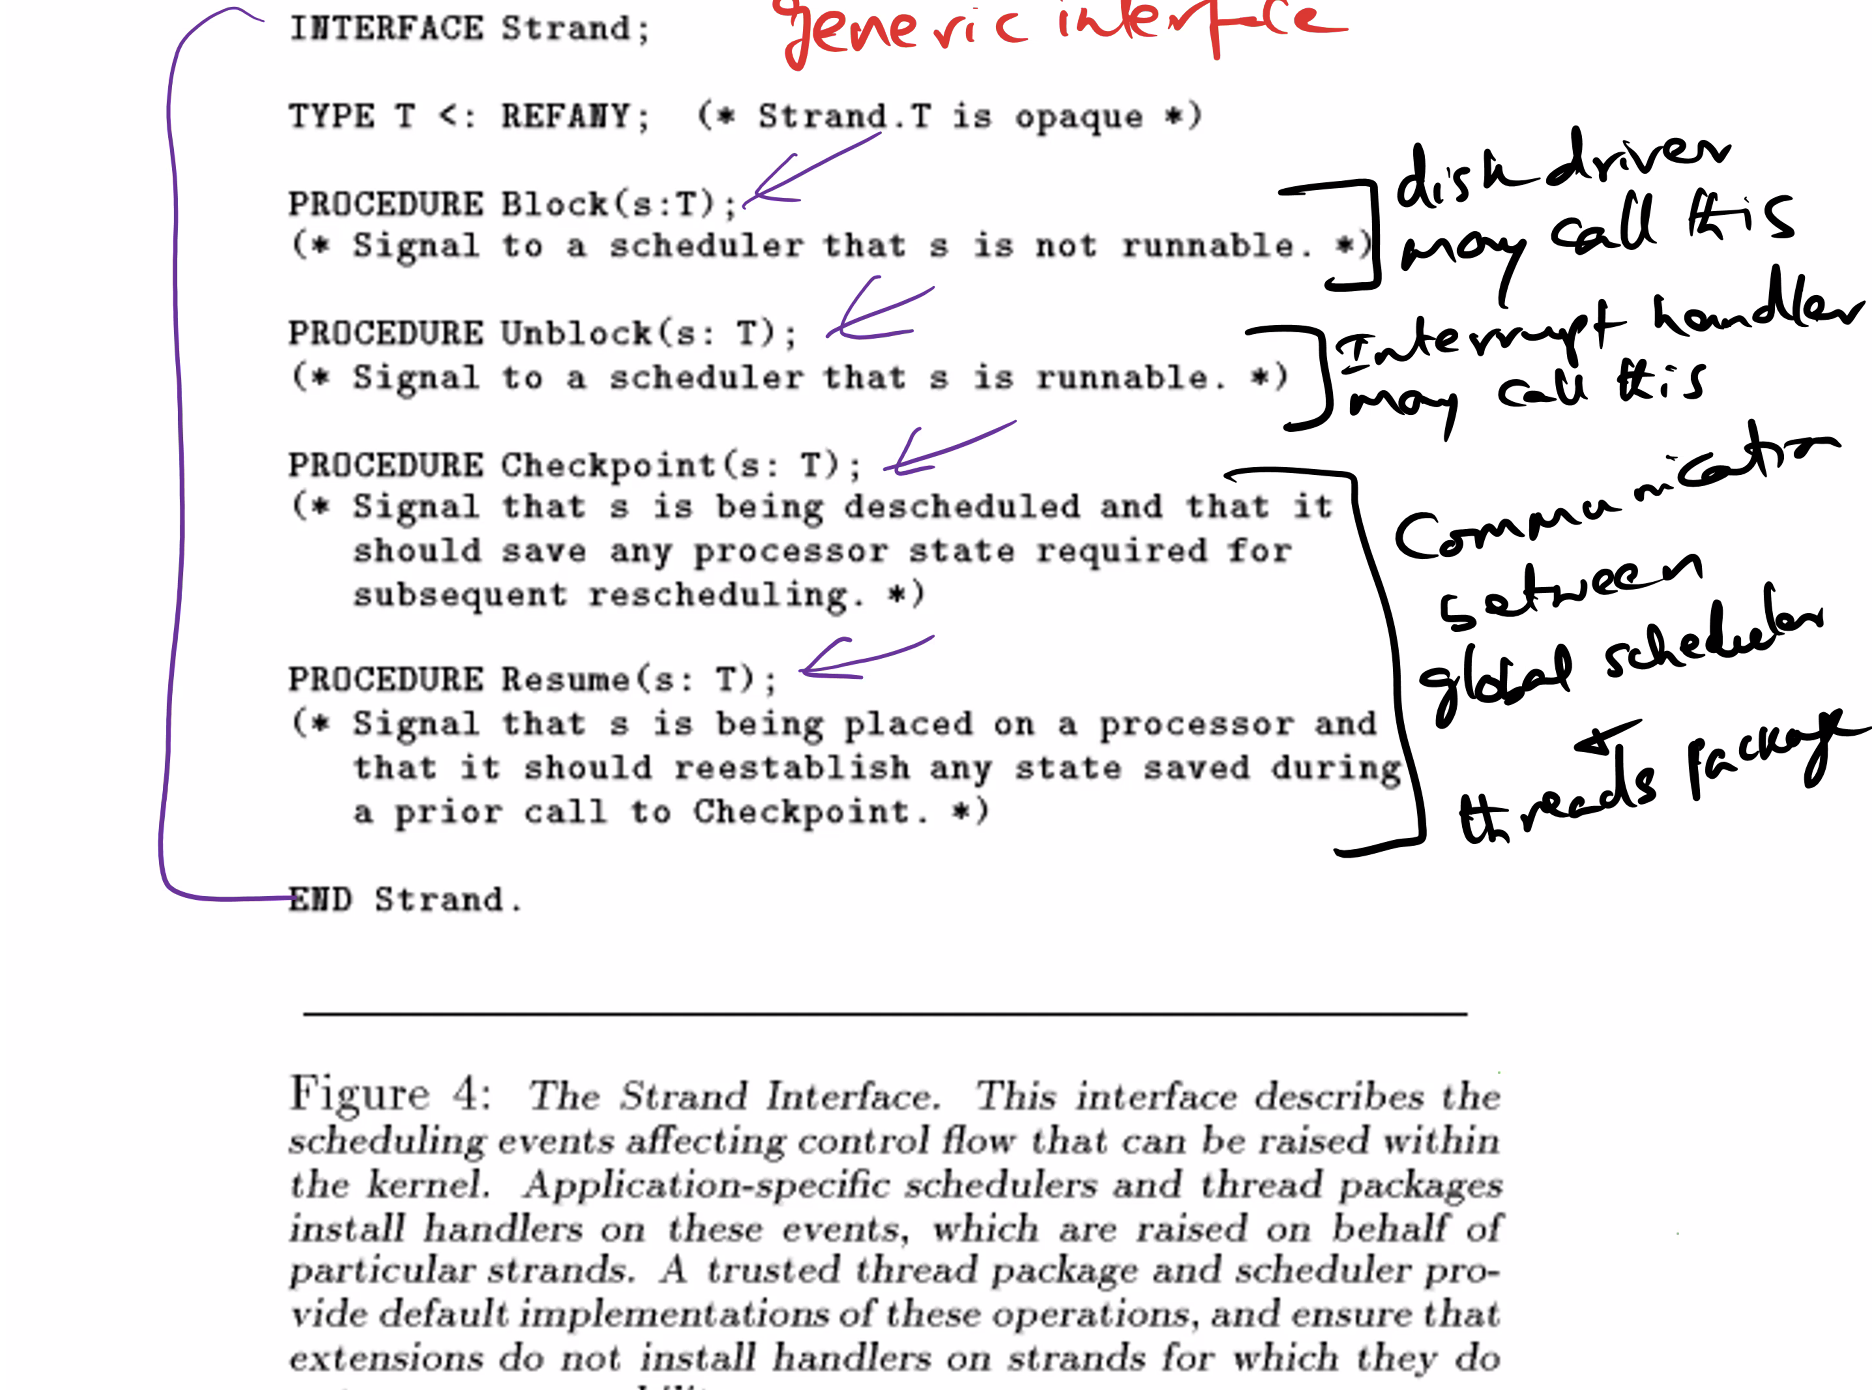 INTERFACE Strand;
generic interface
TYPE T <: REFANY; (* Strand.T is opaque *)
PROCEDURE Block(s:T);
(* Signal to a scheduler that s is not runnable. *)
disk driver
may call this
PROCEDURE Unblock(s: T);
(* Signal to a scheduler that s is runnable. *)
Interrupt handler
may call this
PROCEDURE Checkpoint(s: T);
(* Signal that s is being descheduled and that it
should save any processor state required for
subsequent rescheduling. *)
PROCEDURE Resume(s: T);
(* Signal that s is being placed on a processor and
that it should reestablish any state saved during
a prior call to Checkpoint. *)
Communication
between
global scheduler
threads package
END Strand.
Figure 4: The Strand Interface. This interface describes the
scheduling events affecting control flow that can be raised within
the kernel. Application-specific schedulers and thread packages
install handlers on these events, which are raised on behalf of
particular strands. A trusted thread package and scheduler pro-
vide default implementations of these operations, and ensure that
extensions do not install handlers on strands for which they do